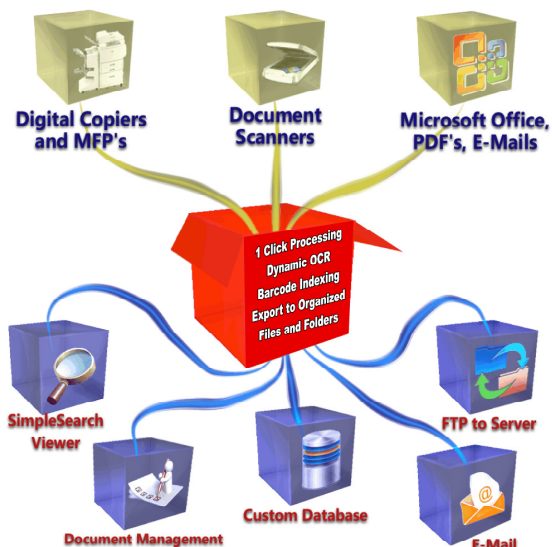 Digital Copiers
and MFP's
Document
Scanners
Microsoft Office,
PDF's, E-Mails
1 Click Processing
Dynamic OCR
Barcode Indexing
Export to Organized
Files and Folders
SimpleSearch
Viewer
FTP to Server
Document Management
Custom Database
E-Mail
@